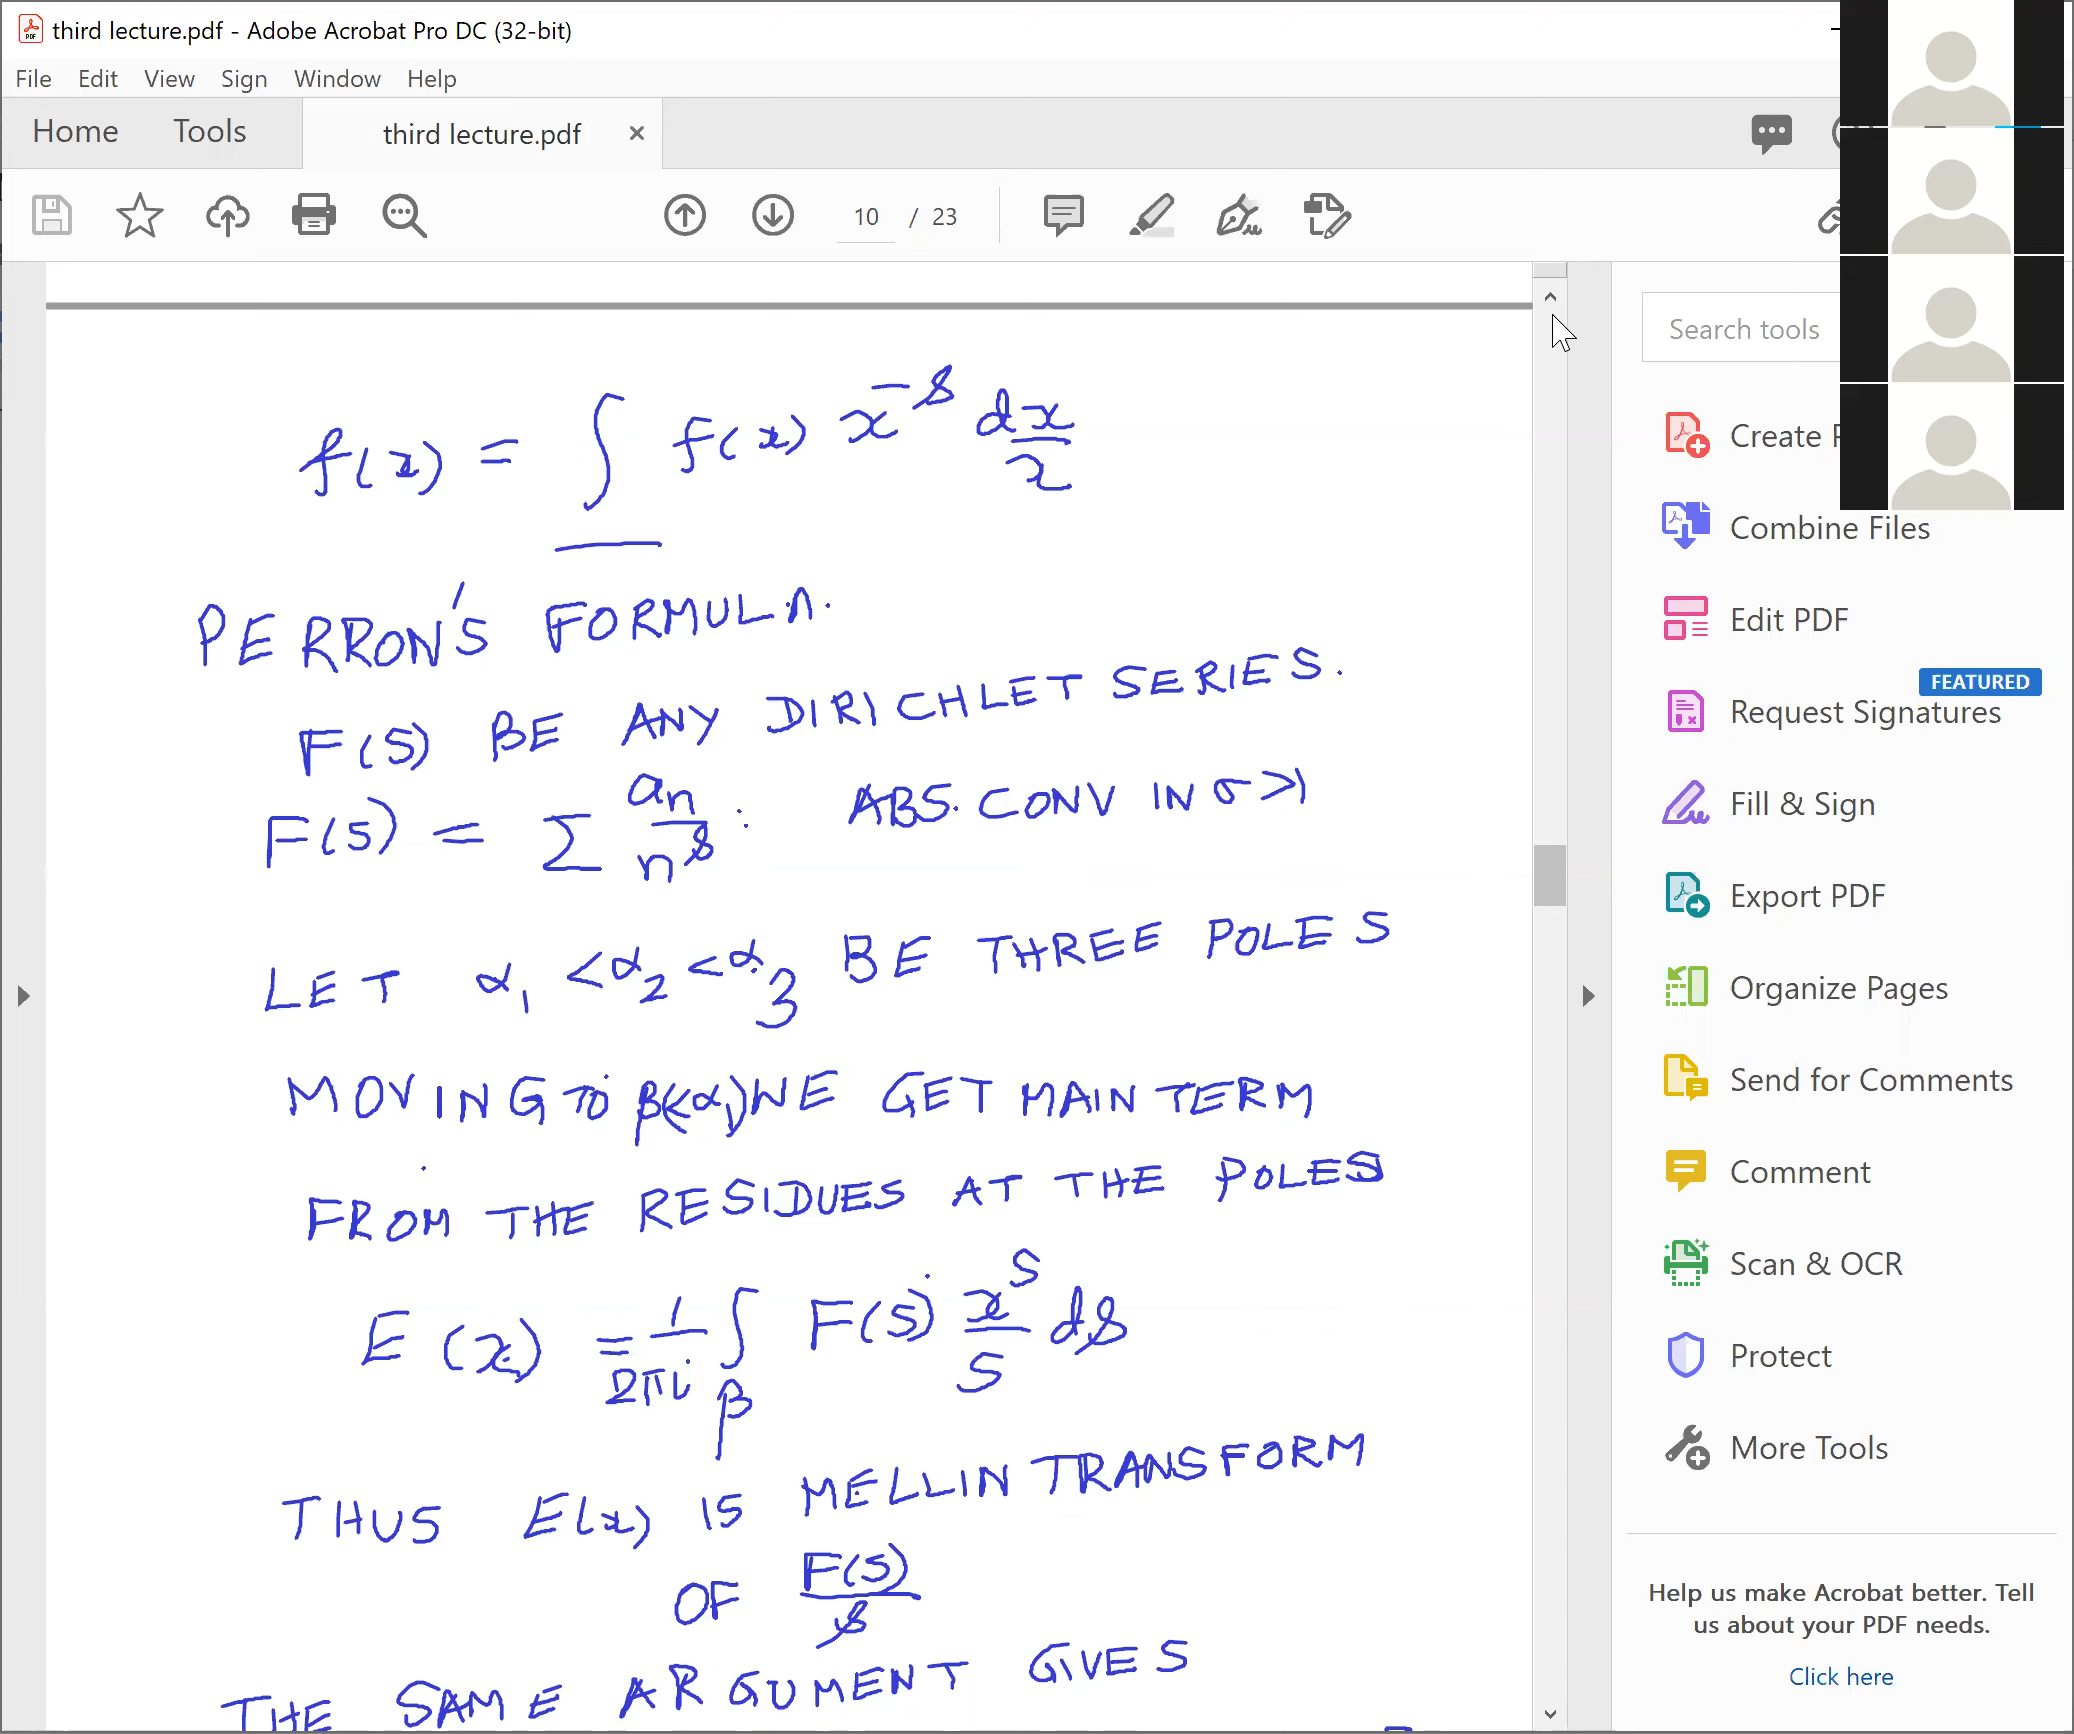 third lecture.pdf - Adobe Acrobat Pro DC (32-bit)
File Edit View Sign Window Help
Home Tools third lecture.pdf ×
10 / 23
f(x) = ∫ f(x) x^{-s} dx/x
PERRON'S FORMULA.
F(S) BE ANY DIRICHLET SERIES.
F(S) = Σ an/n^s . ABS. CONV IN σ>1
LET α1 <α2 <α3 BE THREE POLES
MOVING TO β(<α1) WE GET MAIN TERM
FROM THE RESIDUES AT THE POLES
E(x) = 1/2πi ∫β F(S) x^s/s ds
THUS E(x) IS MELLIN TRANSFORM
OF F(S)/s
THE SAME ARGUMENT GIVES
Search tools
Create
Combine Files
Edit PDF
FEATURED
Request Signatures
Fill & Sign
Export PDF
Organize Pages
Send for Comments
Comment
Scan & OCR
Protect
More Tools
Help us make Acrobat better. Tell
us about your PDF needs.
Click here